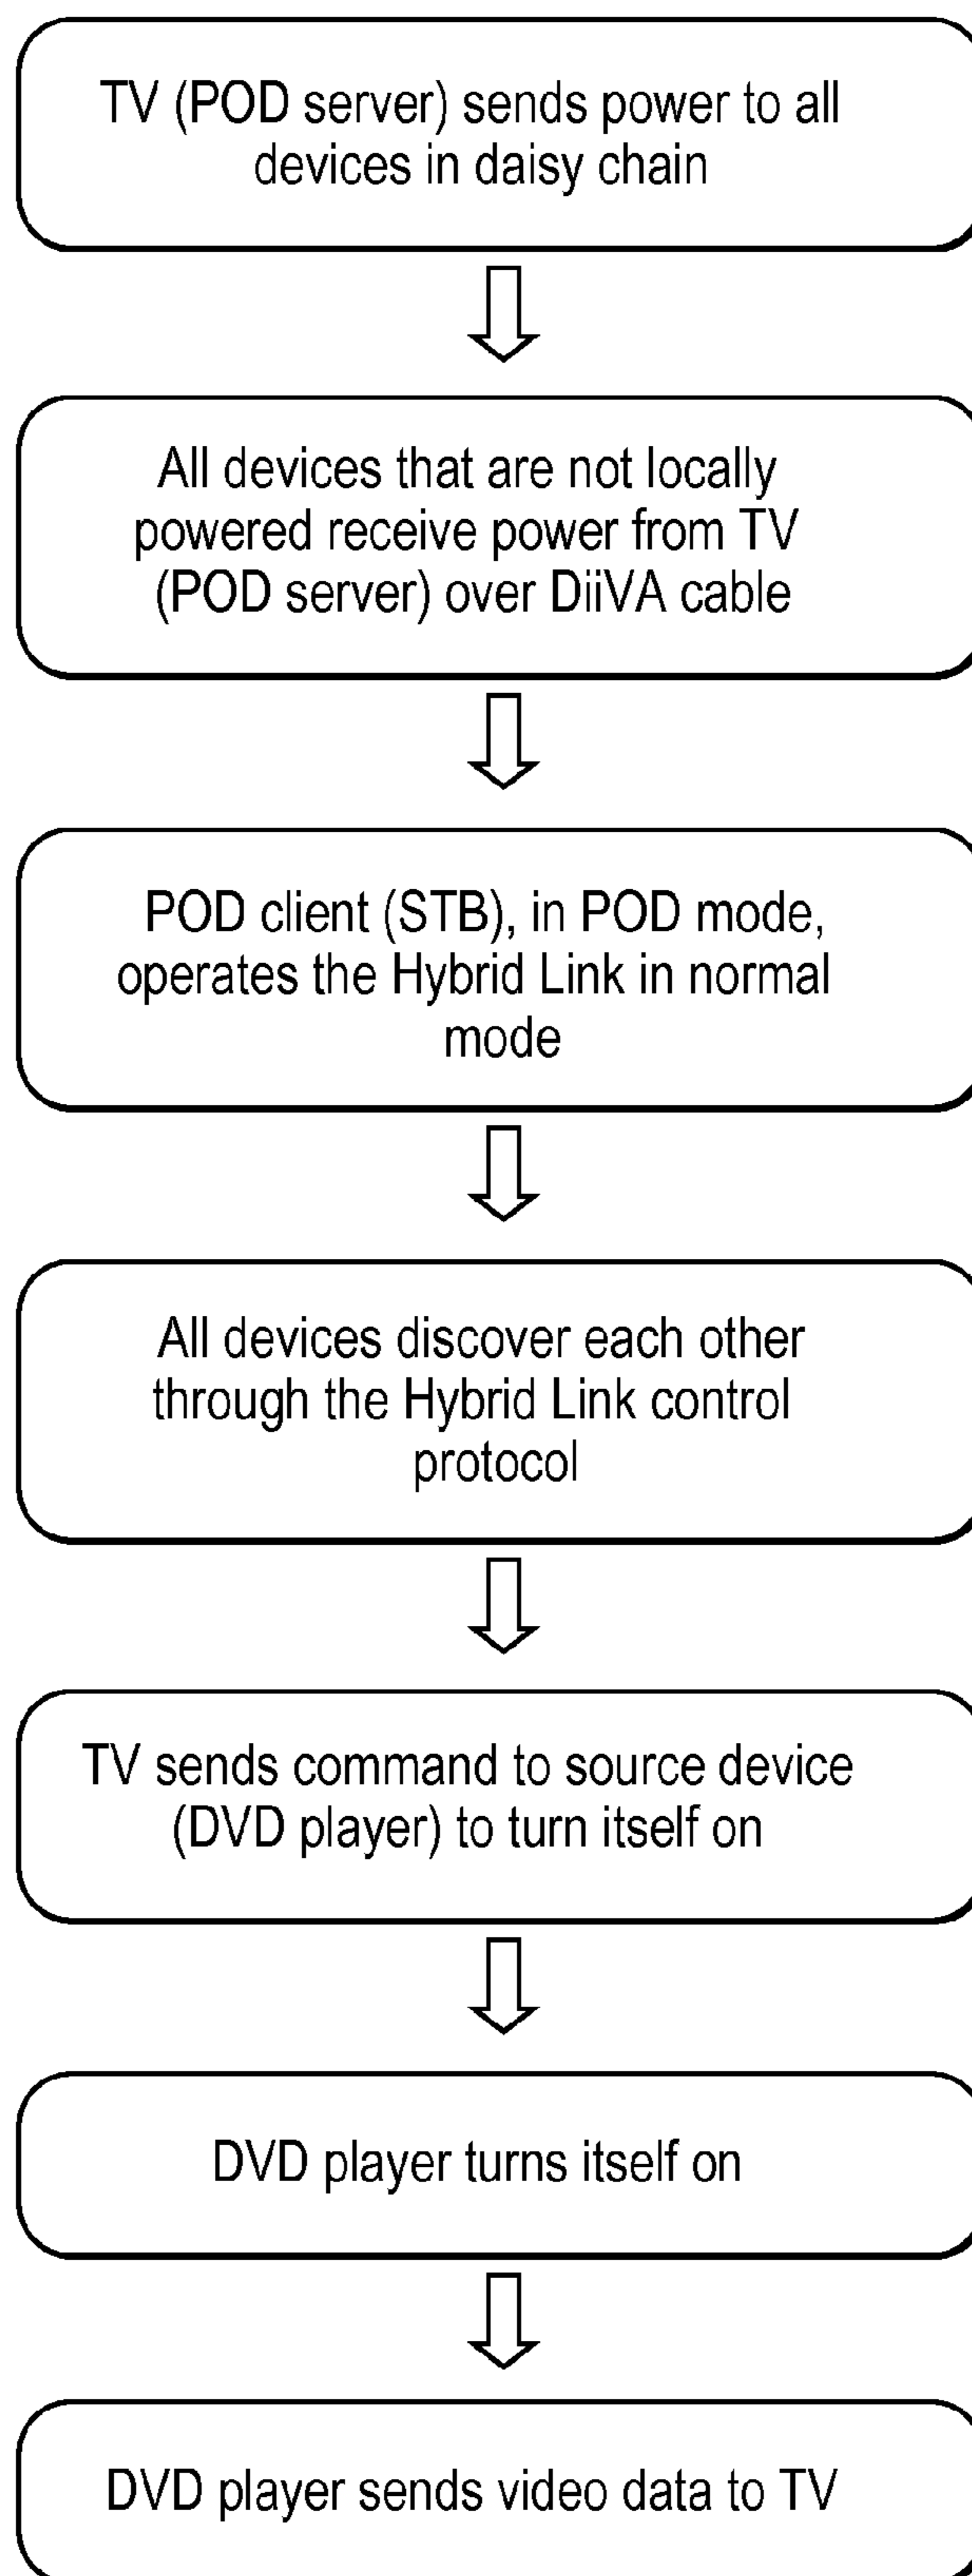 TV (POD server) sends power to all
devices in daisy chain
All devices that are not locally
powered receive power from TV
(POD server) over DiiVA cable
POD client (STB), in POD mode,
operates the Hybrid Link in normal
mode
All devices discover each other
through the Hybrid Link control
protocol
TV sends command to source device
(DVD player) to turn itself on
DVD player turns itself on
DVD player sends video data to TV